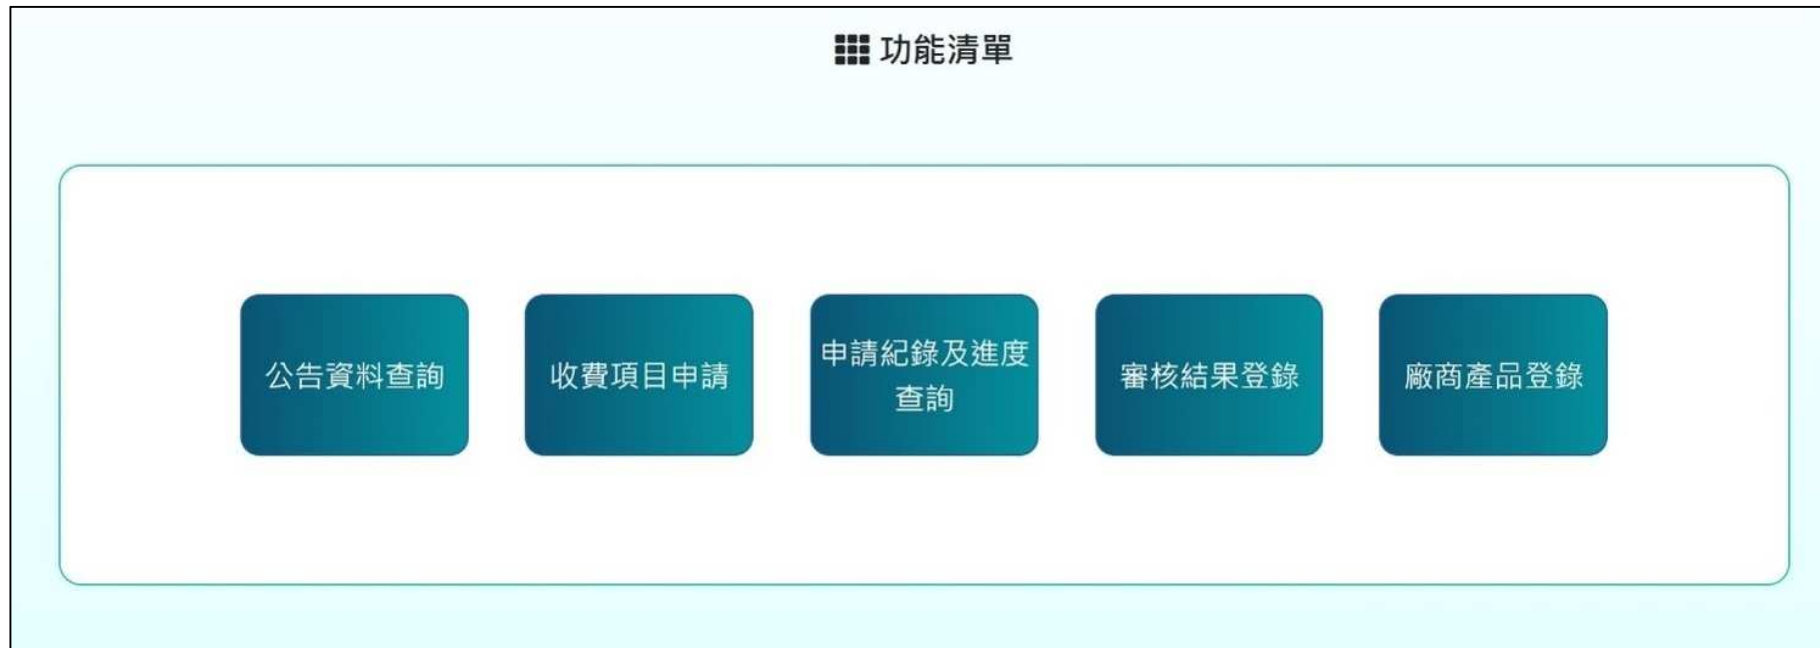 功能清單
公告資料查詢
收費項目申請
申請紀錄及進度
查詢
審核結果登錄
廠商產品登錄